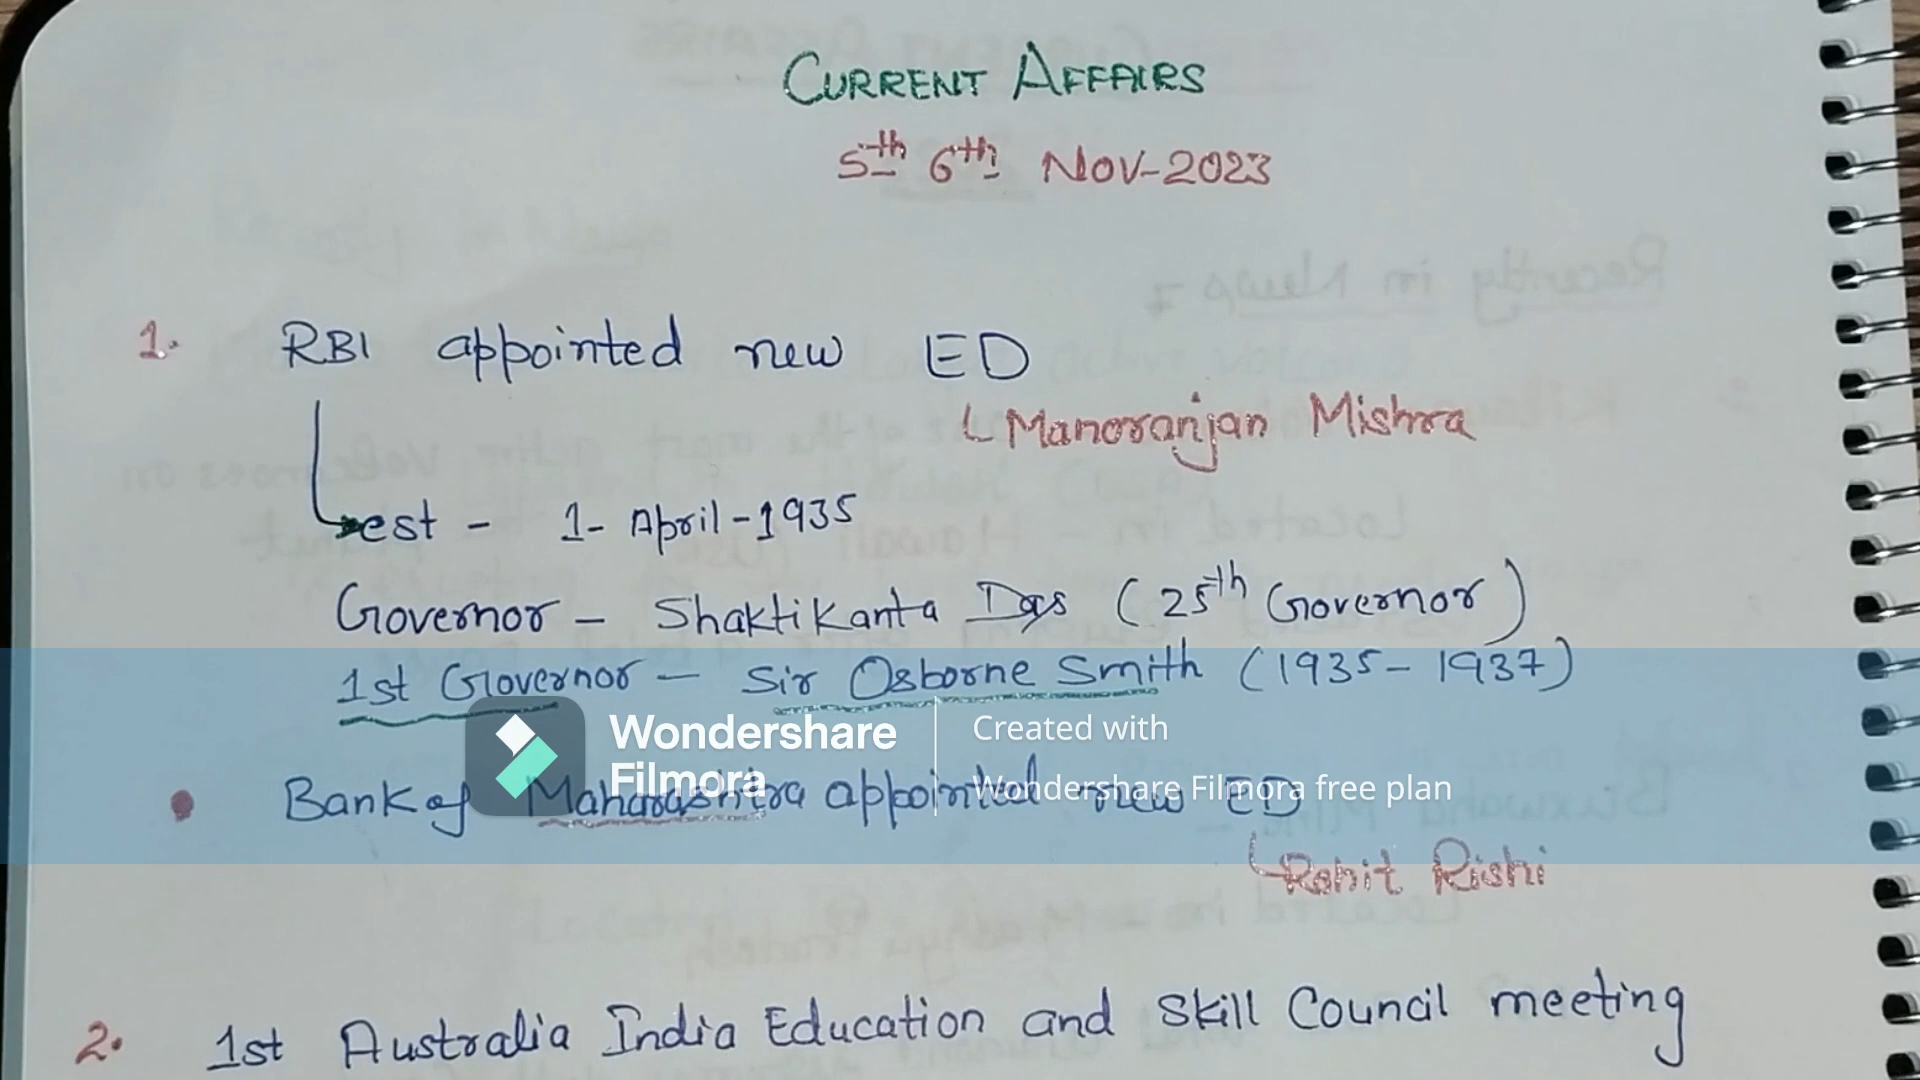 CURRENT AFFAIRS
5th 6th Nov-2023
1. RBI appointed new ED
Manoranjan Mishra
est - 1- April-1935
Governor - Shaktikanta Das (25th Governor)
1st Governor - Sir Osborne Smith (1935-1937)
Wondershare Filmora
Created with
Wondershare Filmora free plan
• Bank of Maharashtra appointed new ED
Rohit Rishi
2. 1st Australia India Education and Skill Council meeting